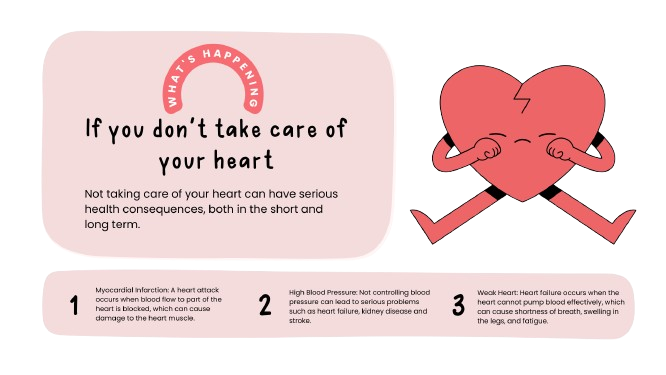 WHAT'S HAPPENING
If you don't take care of
your heart
Not taking care of your heart can have serious
health consequences, both in the short and
long term.
1
Myocardial Infarction: A heart attack
occurs when blood flow to part of the
heart is blocked, which can cause
damage to the heart muscle.
2
High Blood Pressure: Not controlling blood
pressure can lead to serious problems
such as heart failure, kidney disease and
stroke.
3
Weak Heart: Heart failure occurs when the
heart cannot pump blood effectively, which
can cause shortness of breath, swelling in
the legs, and fatigue.